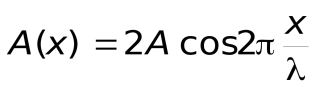 A(x) = 2A cos2π x/λ